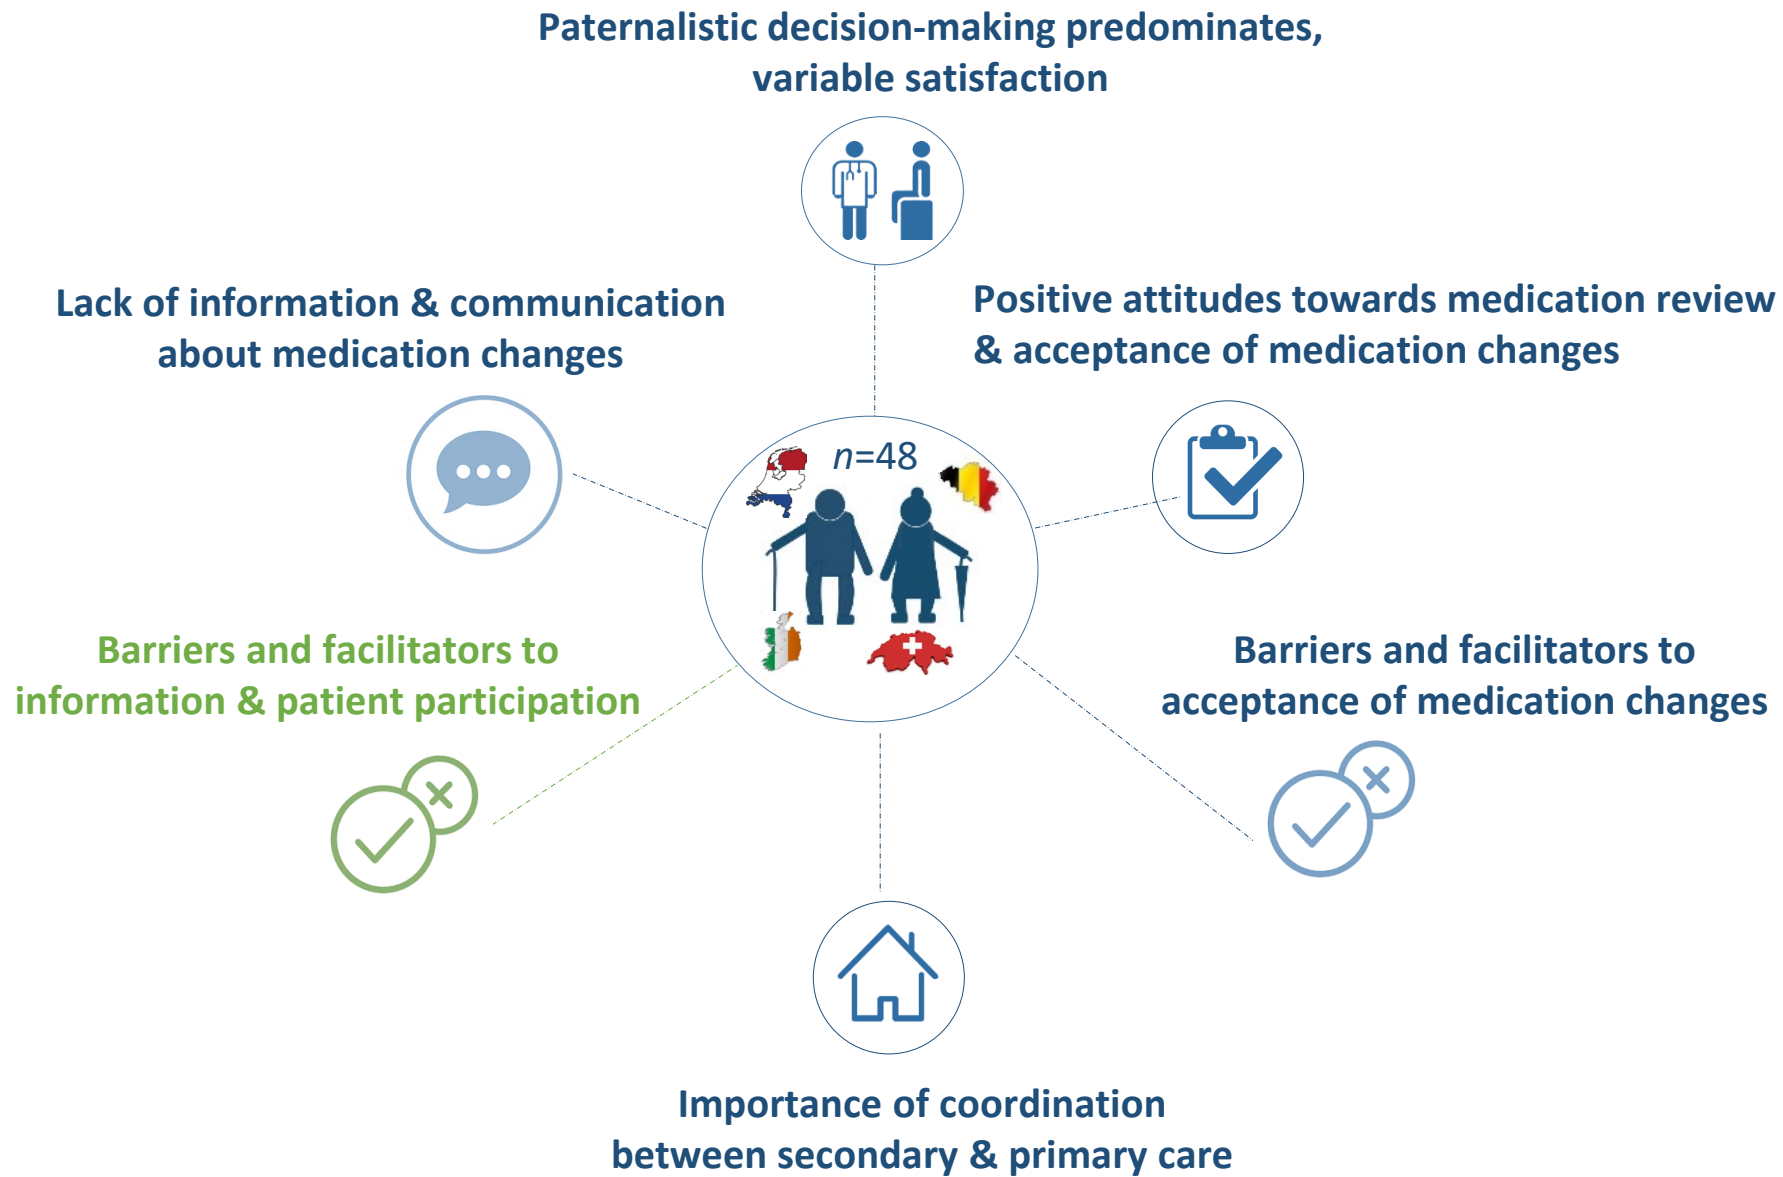 Paternalistic decision-making predominates,
variable satisfaction
Lack of information & communication
about medication changes
Positive attitudes towards medication review
& acceptance of medication changes
n=48
Barriers and facilitators to
information & patient participation
Barriers and facilitators to
acceptance of medication changes
Importance of coordination
between secondary & primary care